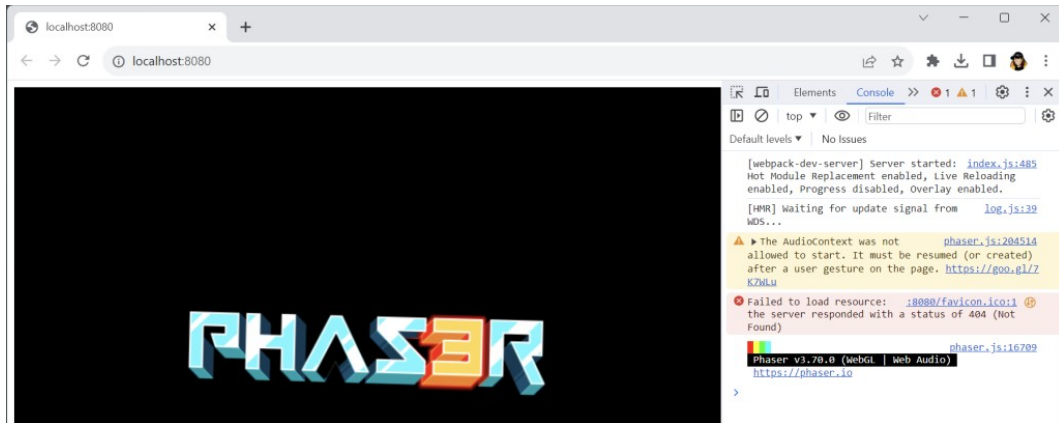 localhost:8080
localhost:8080
PHAS3R
Elements Console 1 1
top Filter
Default levels No Issues
[webpack-dev-server] Server started: index.js:485
Hot Module Replacement enabled, Live Reloading
enabled, Progress disabled, Overlay enabled.
[HMR] Waiting for update signal from log.js:39
WDS...
The AudioContext was not phaser.js:204514
allowed to start. It must be resumed (or created)
after a user gesture on the page. https://goo.gl/7
K7WLu
Failed to load resource: :8080/favicon.ico:1
the server responded with a status of 404 (Not
Found)
phaser.js:16709
Phaser v3.70.0 (WebGL | Web Audio)
https://phaser.io